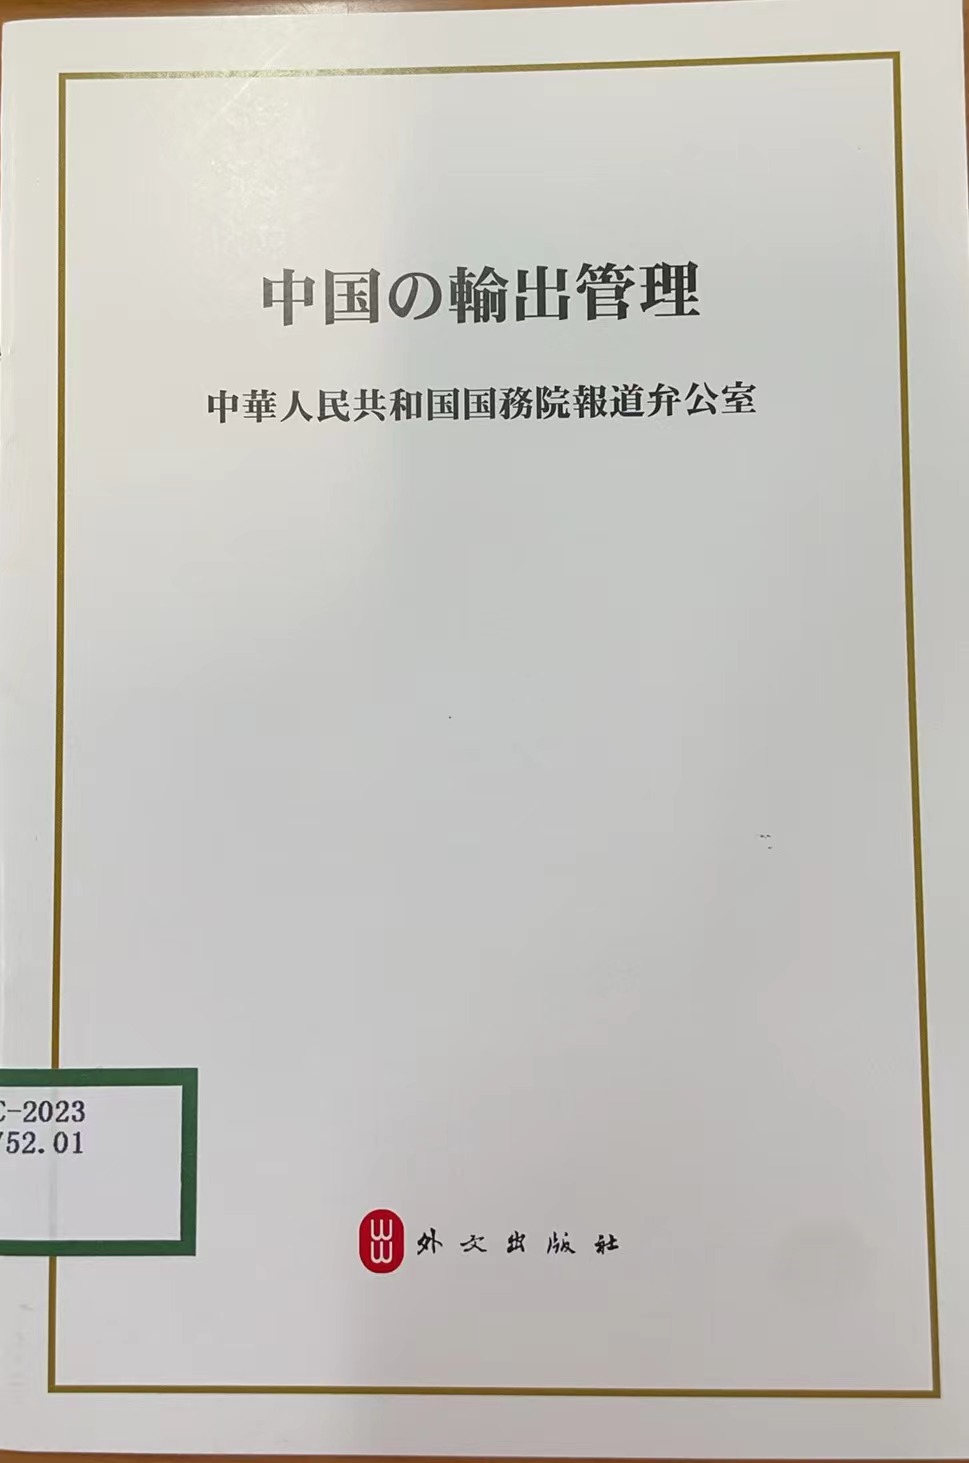 中国の輸出管理
中華人民共和国国務院報道弁公室
C-2023
752.01
外文出版社